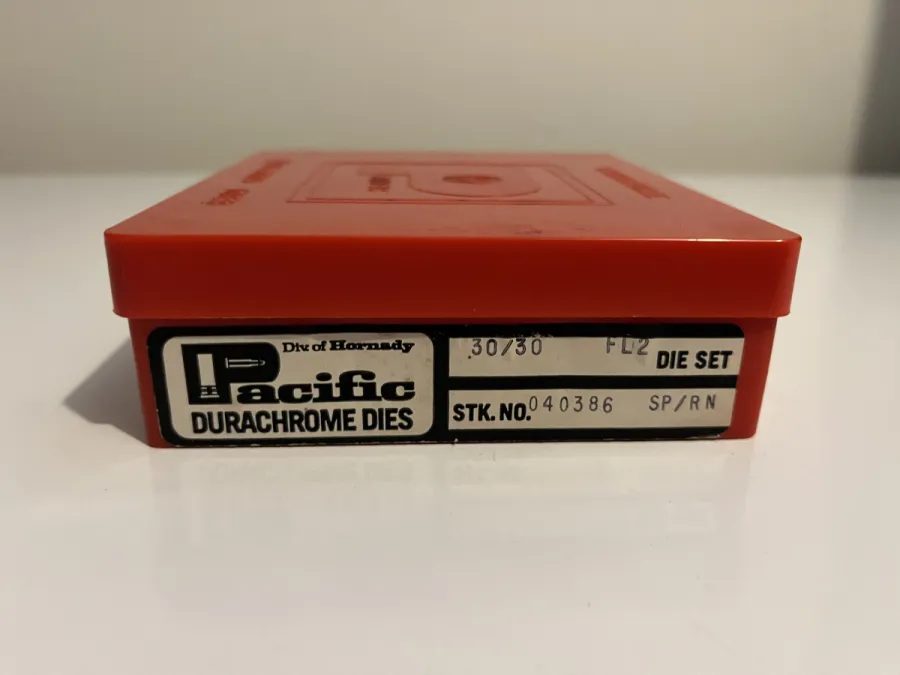 Div of Hornady
Pacific
DURACHROME DIES
.30/30 FL2 DIE SET
STK. NO. 040386 SP/RN